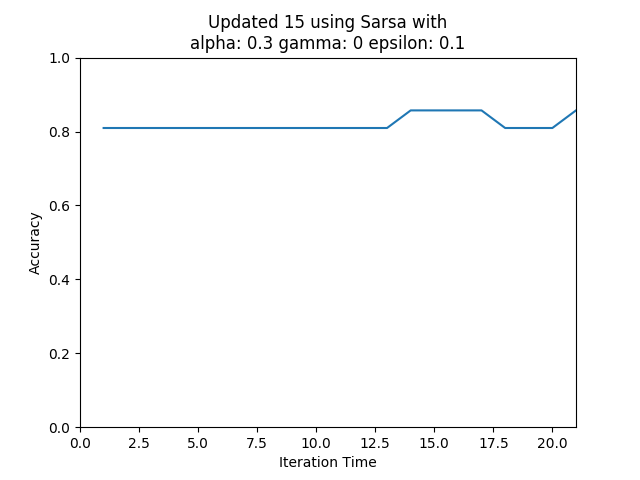 Updated 15 using Sarsa with
alpha: 0.3 gamma: 0 epsilon: 0.1
1.0
0.8
0.6
0.4
0.2
0.0
Accuracy
0.0 2.5 5.0 7.5 10.0 12.5 15.0 17.5 20.0
Iteration Time